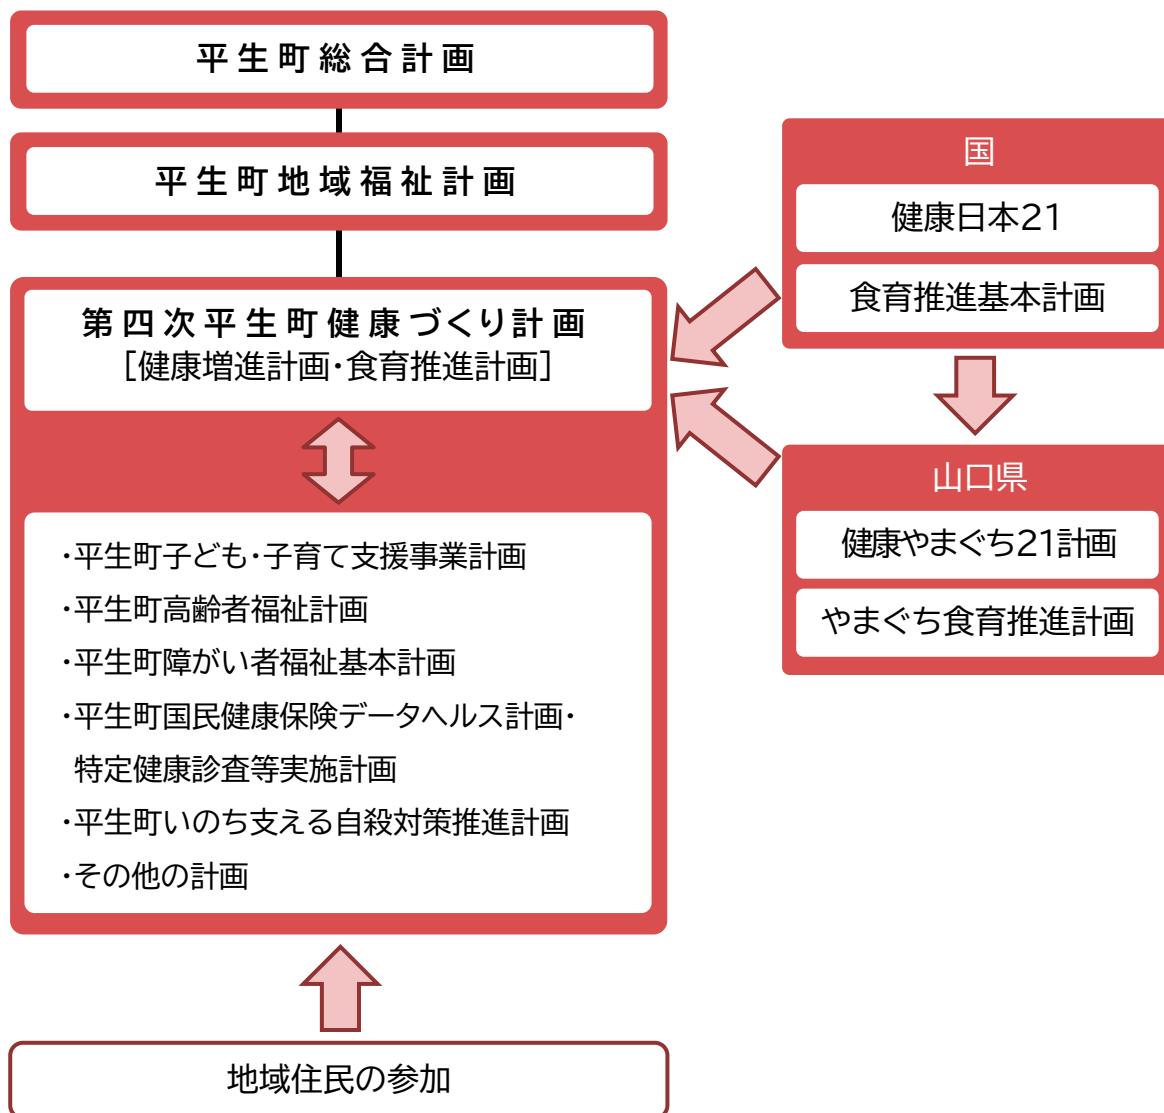 平生町総合計画
平生町地域福祉計画
第四次平生町健康づくり計画
［健康増進計画・食育推進計画］
・平生町子ども・子育て支援事業計画
・平生町高齢者福祉計画
・平生町障がい者福祉基本計画
・平生町国民健康保険データヘルス計画・
特定健康診査等実施計画
・平生町いのち支える自殺対策推進計画
・その他の計画
地域住民の参加
国
健康日本21
食育推進基本計画
山口県
健康やまぐち21計画
やまぐち食育推進計画